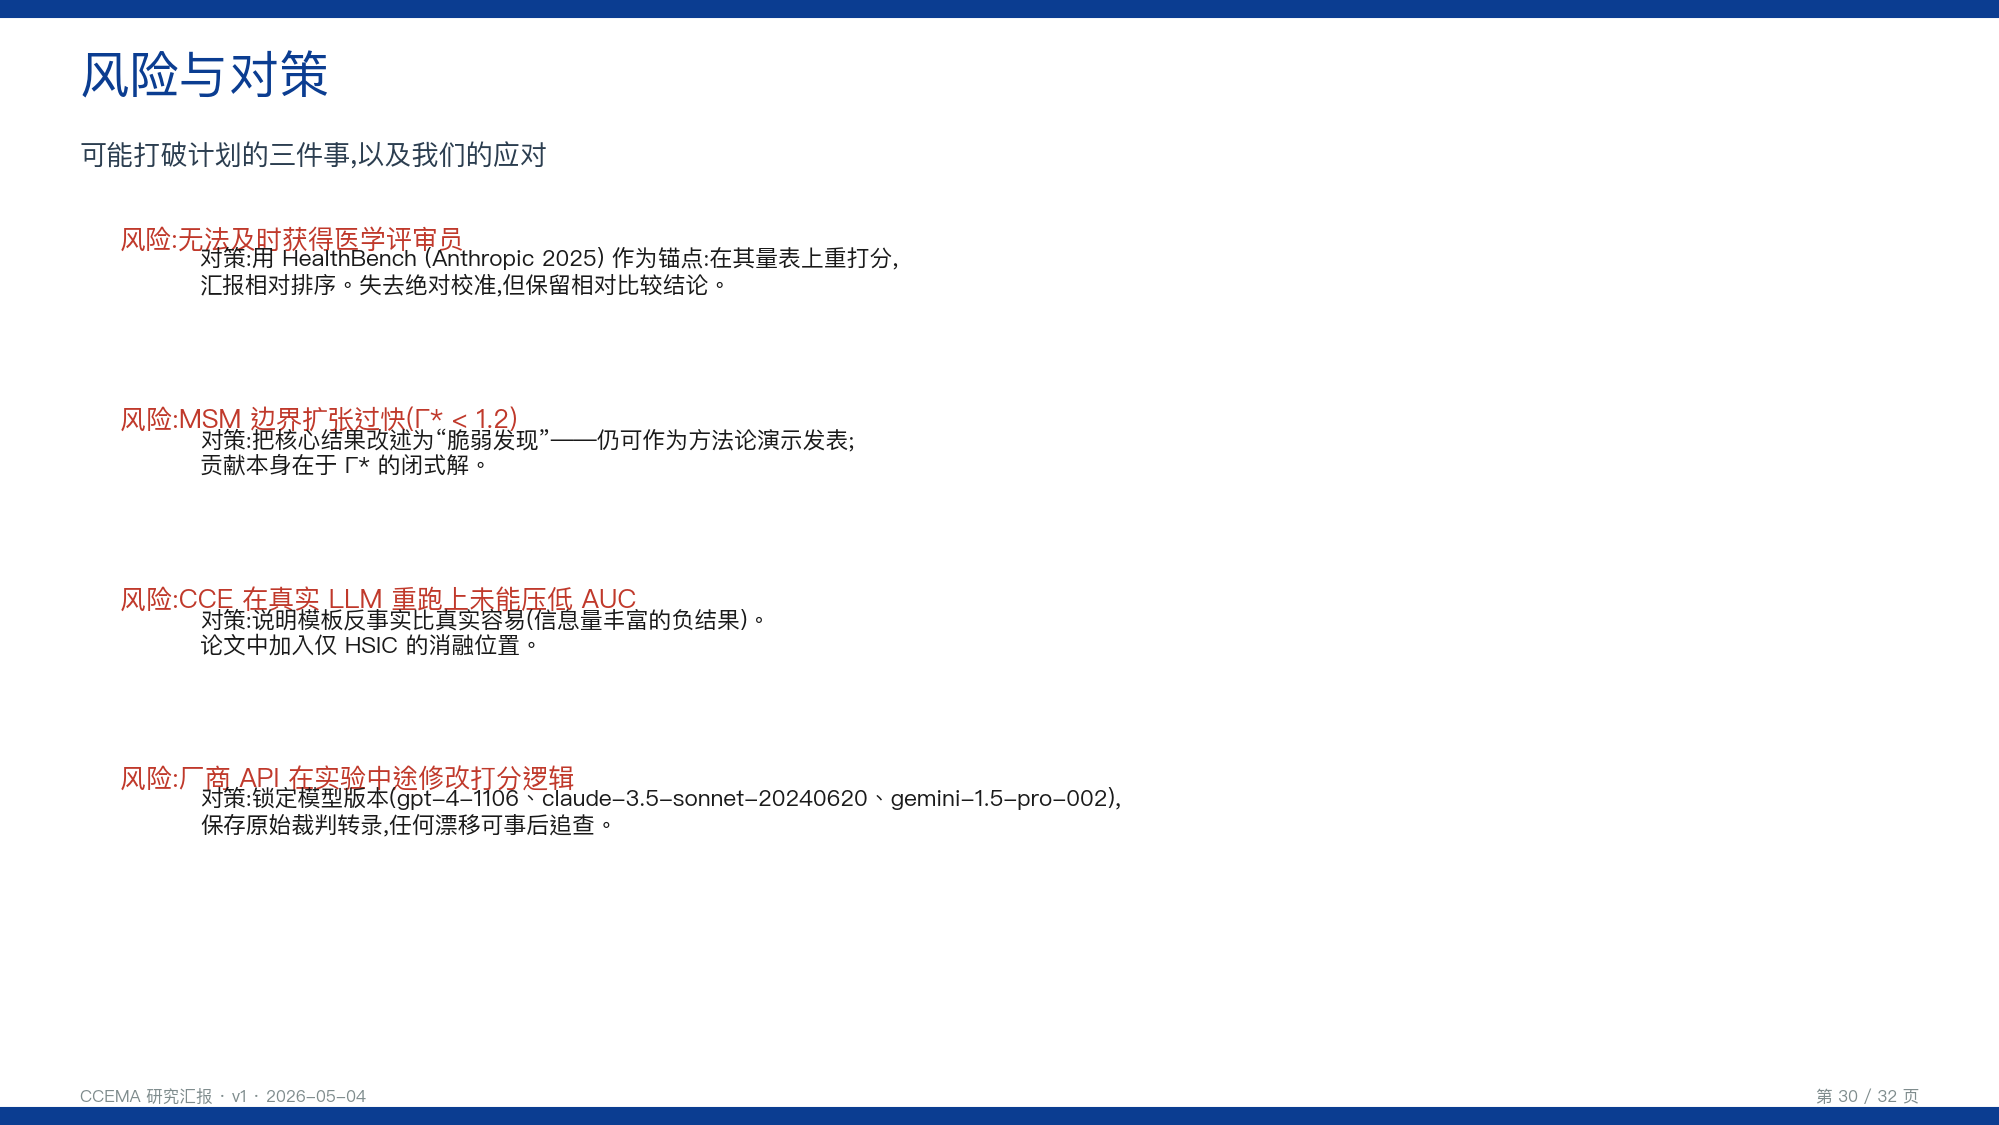 风险与对策
可能打破计划的三件事,以及我们的应对
风险:无法及时获得医学评审员
对策:用 HealthBench (Anthropic 2025) 作为锚点:在其量表上重打分,
汇报相对排序。失去绝对校准,但保留相对比较结论。
风险:MSM 边界扩张过快(Γ* < 1.2)
对策:把核心结果改述为“脆弱发现”——仍可作为方法论演示发表;
贡献本身在于 Γ* 的闭式解。
风险:CCE 在真实 LLM 重跑上未能压低 AUC
对策:说明模板反事实比真实容易(信息量丰富的负结果)。
论文中加入仅 HSIC 的消融位置。
风险:厂商 API 在实验中途修改打分逻辑
对策:锁定模型版本(gpt-4-1106、claude-3.5-sonnet-20240620、gemini-1.5-pro-002),
保存原始裁判转录,任何漂移可事后追查。
CCEMA 研究汇报 · v1 · 2026-05-04
第 30 / 32 页